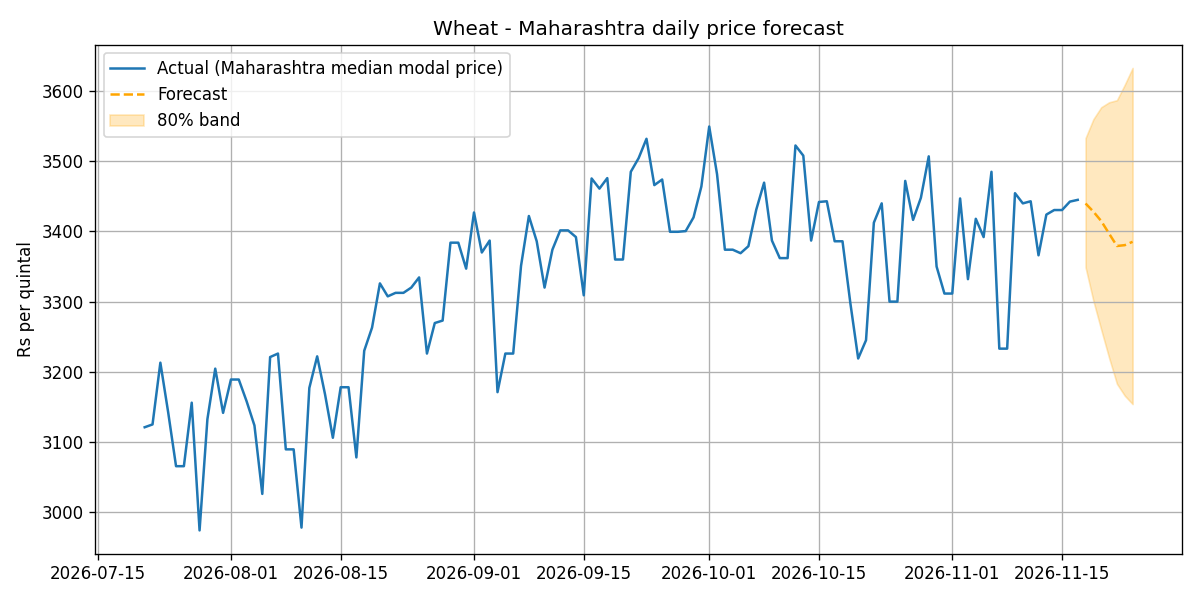 Wheat - Maharashtra daily price forecast
Actual (Maharashtra median modal price)
Forecast
80% band
Rs per quintal
3600
3500
3400
3300
3200
3100
3000
2026-07-15 2026-08-01 2026-08-15 2026-09-01 2026-09-15 2026-10-01 2026-10-15 2026-11-01 2026-11-15